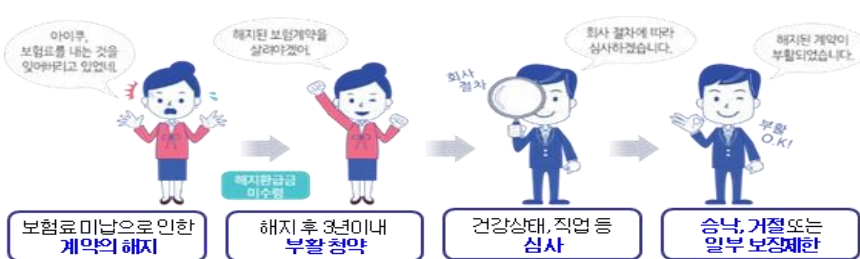 아이쿠,
보험료를 내는 것을
잊어버리고 있었네.
해지된 보험계약을
살려야겠어.
회사 절차에 따라
심사하겠습니다.
해지된 계약이
부활되었습니다.
회사
절차
부활
O.K!
해지환급금
미수령
보험료 미납으로 인한
계약의 해지
해지 후 3년이내
부활 청약
건강상태, 직업 등
심사
승낙, 거절 또는
일부 보장제한